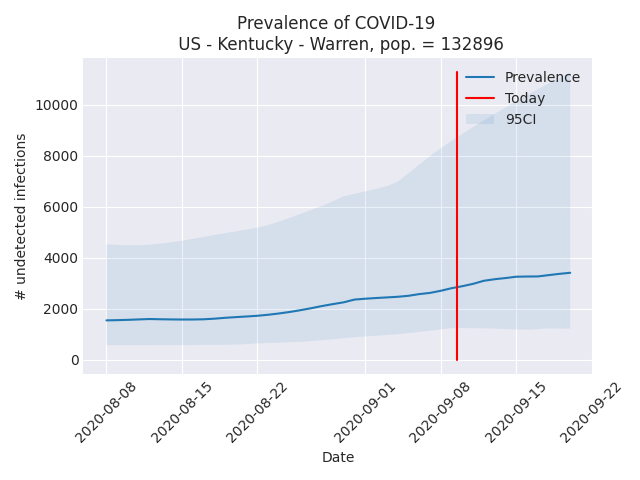 Prevalence of COVID-19
US - Kentucky - Warren, pop. = 132896
Prevalence
Today
95CI
10000
8000
6000
4000
2000
0
# undetected infections
2020-08-08
2020-08-15
2020-08-22
2020-09-01
2020-09-08
2020-09-15
2020-09-22
Date